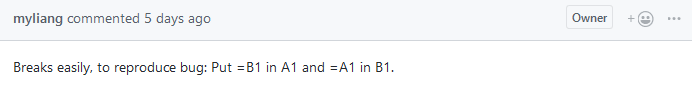 myliang commented 5 days ago Owner
Breaks easily, to reproduce bug: Put =B1 in A1 and =A1 in B1.